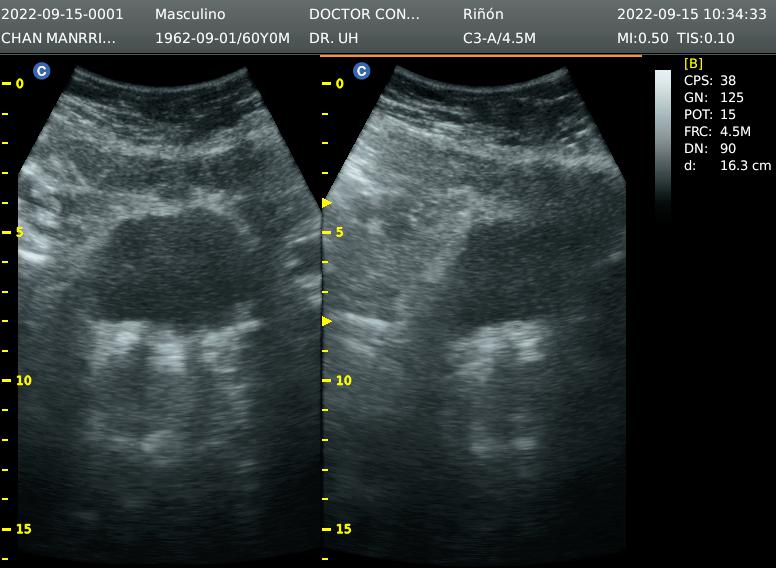 2022-09-15-0001 Masculino DOCTOR CON... Riñón 2022-09-15 10:34:33
CHAN MANRRI... 1962-09-01/60Y0M DR. UH C3-A/4.5M MI:0.50 TIS:0.10
C C [B]
0 0 CPS: 38
GN: 125
POT: 15
FRC: 4.5M
DN: 90
d: 16.3 cm
5 5
10 10
15 15